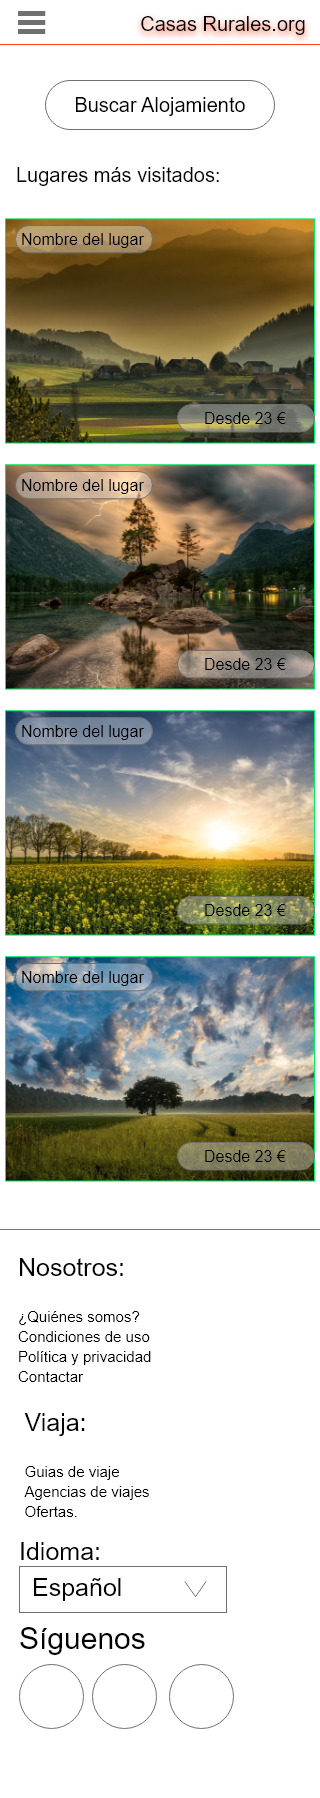 Casas Rurales.org
Buscar Alojamiento
Lugares más visitados:
Nombre del lugar
Desde 23 €
Nombre del lugar
Desde 23 €
Nombre del lugar
Desde 23 €
Nombre del lugar
Desde 23 €
Nosotros:
¿Quiénes somos?
Condiciones de uso
Política y privacidad
Contactar
Viaja:
Guias de viaje
Agencias de viajes
Ofertas.
Idioma:
Español
Síguenos